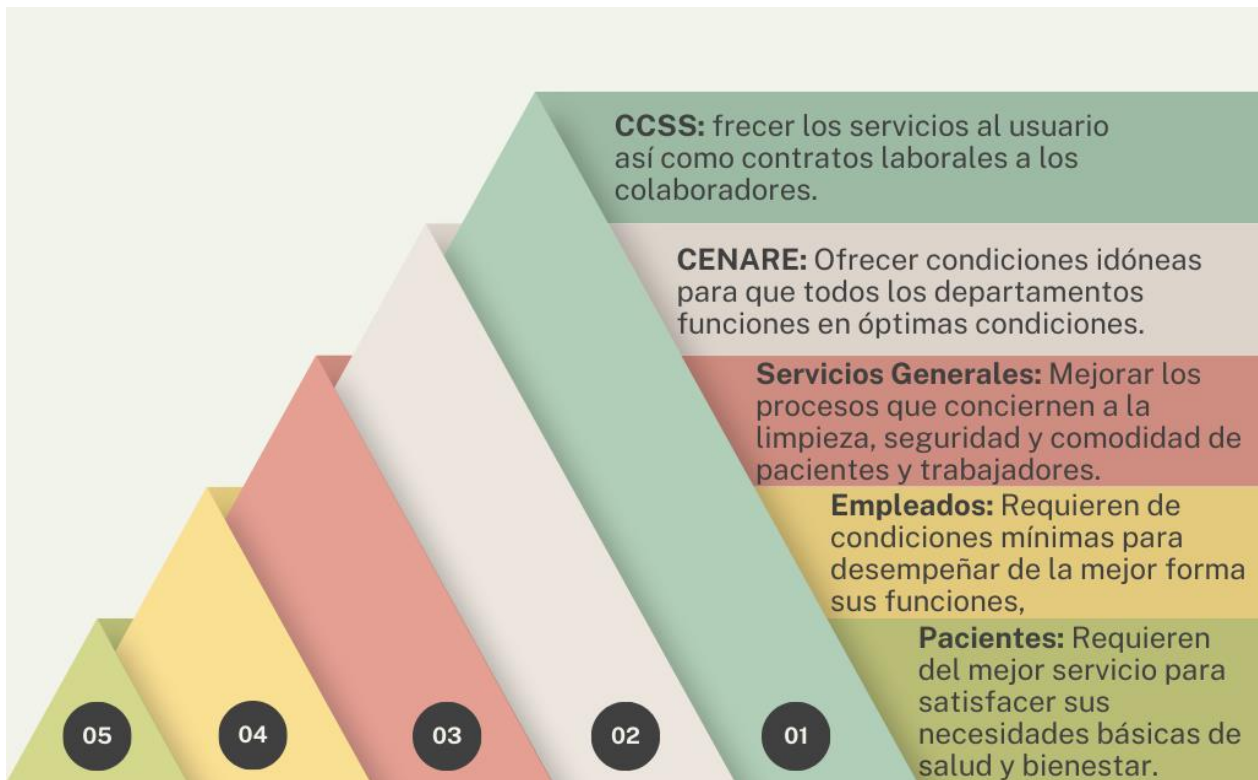 CCSS: frecer los servicios al usuario
así como contratos laborales a los
colaboradores.
CENARE: Ofrecer condiciones idóneas
para que todos los departamentos
funciones en óptimas condiciones.
Servicios Generales: Mejorar los
procesos que conciernen a la
limpieza, seguridad y comodidad de
pacientes y trabajadores.
Empleados: Requieren de
condiciones mínimas para
desempeñar de la mejor forma
sus funciones,
Pacientes: Requieren
del mejor servicio para
satisfacer sus
necesidades básicas de
salud y bienestar.
05
04
03
02
01